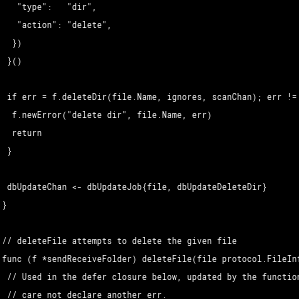 "type":   "dir",
"action": "delete",
})
}()
if err = f.deleteDir(file.Name, ignores, scanChan); err !=
f.newError("delete dir", file.Name, err)
return
}
dbUpdateChan <- dbUpdateJob{file, dbUpdateDeleteDir}
}
// deleteFile attempts to delete the given file
func (f *sendReceiveFolder) deleteFile(file protocol.FileInf
// Used in the defer closure below, updated by the function
// care not declare another err.